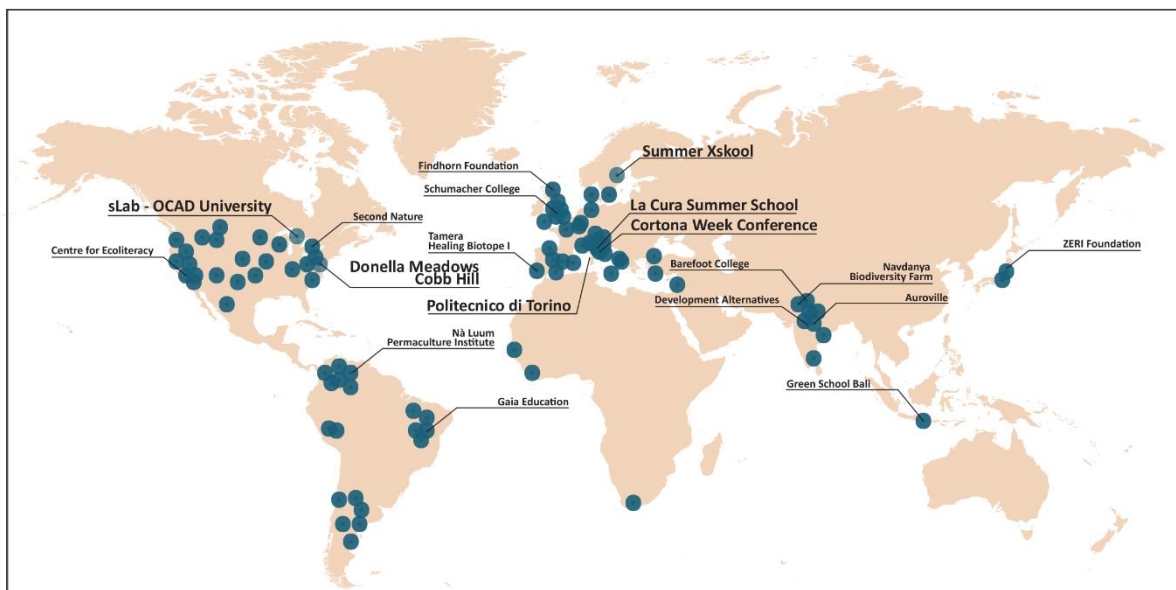 Summer Xskool
Findhorn Foundation
Schumacher College
sLab - OCAD University
La Cura Summer School
Second Nature
Cortona Week Conference
Tamera
Healing Biotope I
Centre for Ecoliteracy
ZERI Foundation
Donella Meadows
Cobb Hill
Barefoot College
Navdanya
Biodiversity Farm
Politecnico di Torino
Development Alternatives
Auroville
Nà Luum
Permaculture Institute
Green School Bali
Gaia Education